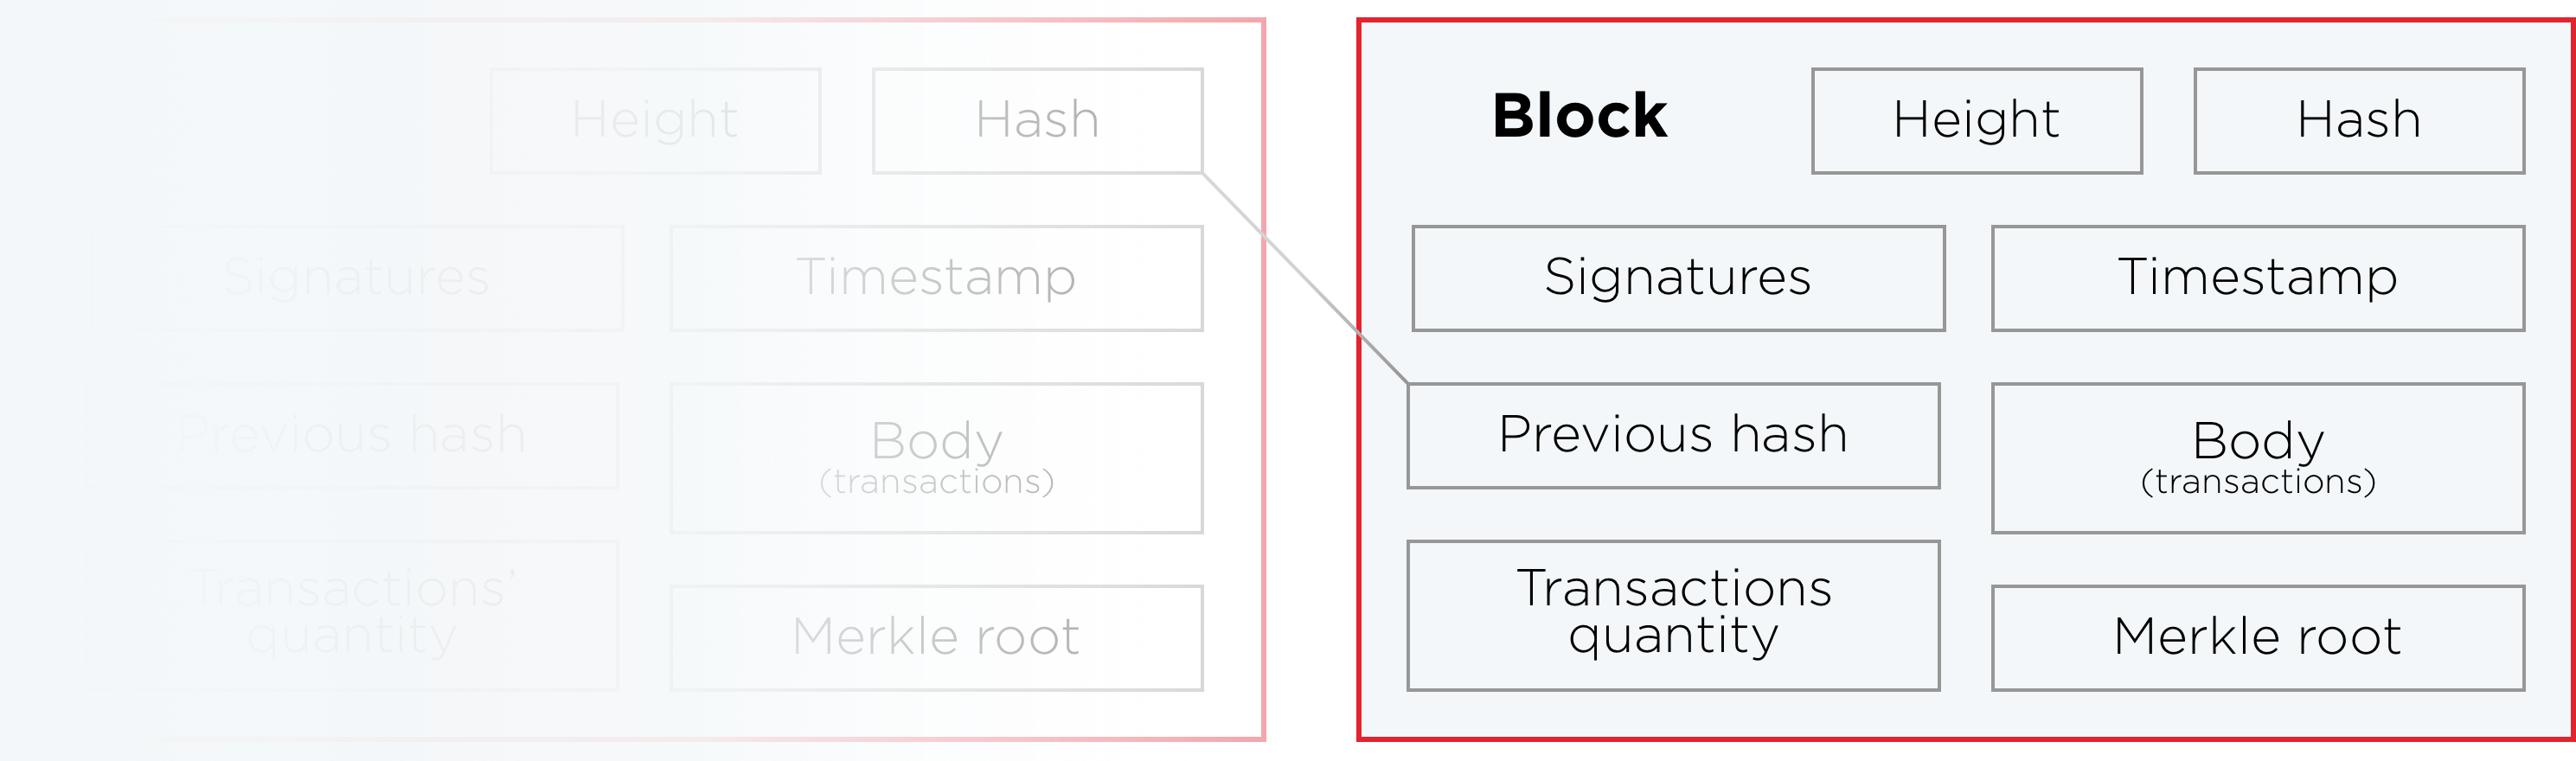 Height
Hash
Signatures
Timestamp
Previous hash
Body
(transactions)
Transactions'
quantity
Merkle root
Block
Height
Hash
Signatures
Timestamp
Previous hash
Body
(transactions)
Transactions
quantity
Merkle root